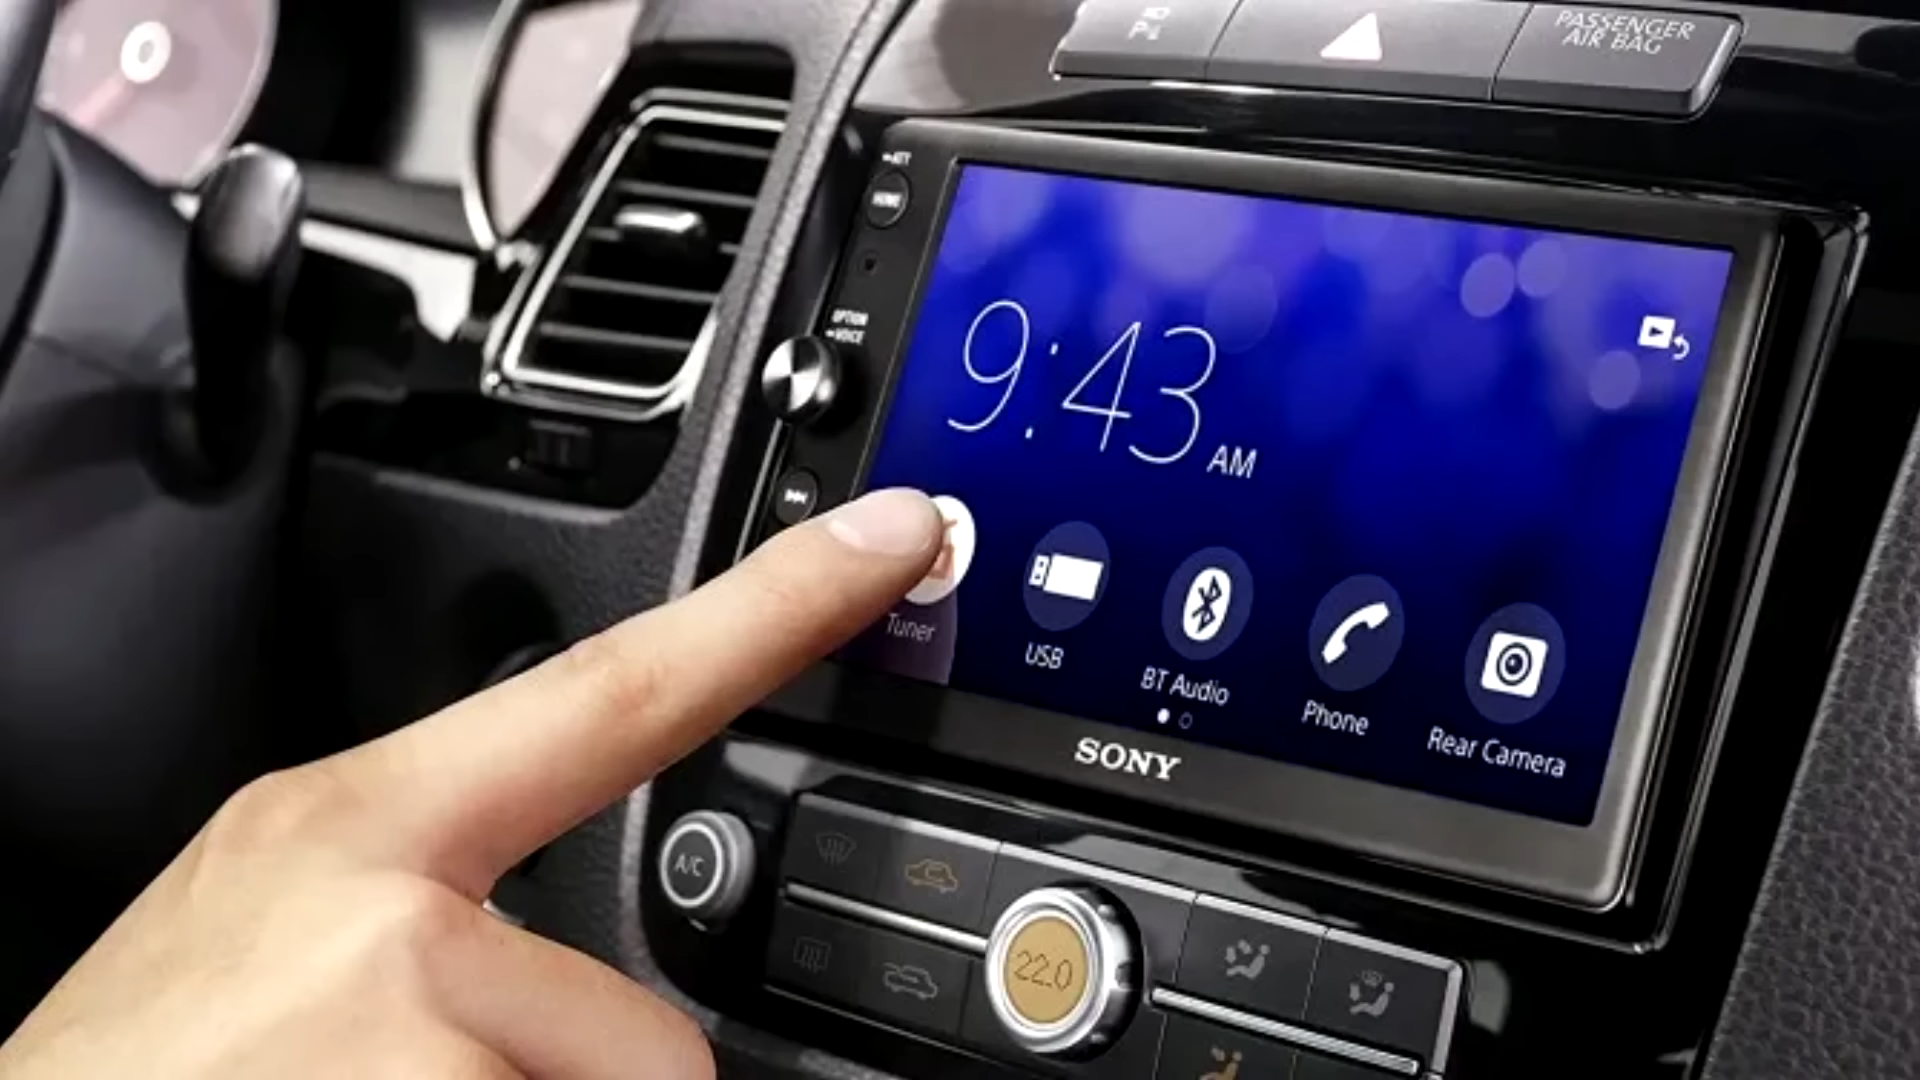 PASSENGER
AIR BAG
ATT
HOME
OPTION
VOICE
9:43 AM
Tuner
USB
BT Audio
Phone
Rear Camera
SONY
A/C
22.0